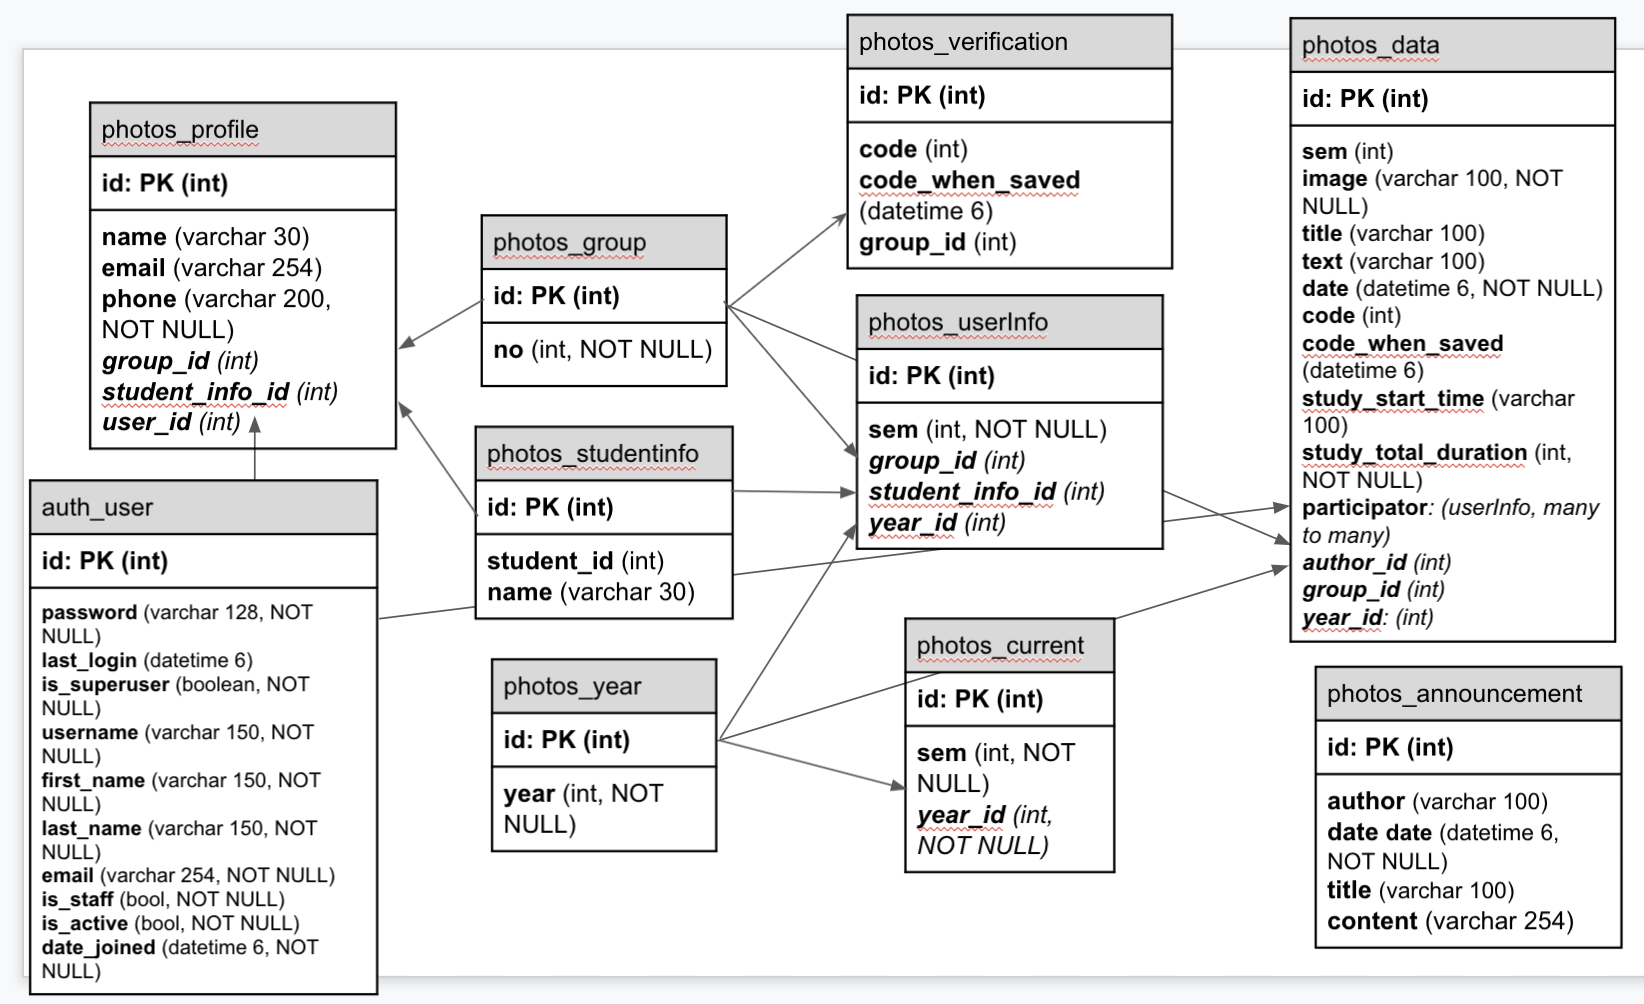 photos_profile
id: PK (int)
name (varchar 30)
email (varchar 254)
phone (varchar 200,
NOT NULL)
group_id (int)
student_info_id (int)
user_id (int)
auth_user
id: PK (int)
password (varchar 128, NOT
NULL)
last_login (datetime 6)
is_superuser (boolean, NOT
NULL)
username (varchar 150, NOT
NULL)
first_name (varchar 150, NOT
NULL)
last_name (varchar 150, NOT
NULL)
email (varchar 254, NOT NULL)
is_staff (bool, NOT NULL)
is_active (bool, NOT NULL)
date_joined (datetime 6, NOT
NULL)
photos_group
id: PK (int)
no (int, NOT NULL)
photos_studentinfo
id: PK (int)
student_id (int)
name (varchar 30)
photos_year
id: PK (int)
year (int, NOT
NULL)
photos_verification
id: PK (int)
code (int)
code_when_saved
(datetime 6)
group_id (int)
photos_userInfo
id: PK (int)
sem (int, NOT NULL)
group_id (int)
student_info_id (int)
year_id (int)
photos_current
id: PK (int)
sem (int, NOT
NULL)
year_id (int,
NOT NULL)
photos_data
id: PK (int)
sem (int)
image (varchar 100, NOT
NULL)
title (varchar 100)
text (varchar 100)
date (datetime 6, NOT NULL)
code (int)
code_when_saved
(datetime 6)
study_start_time (varchar
100)
study_total_duration (int,
NOT NULL)
participator: (userInfo, many
to many)
author_id (int)
group_id (int)
year_id: (int)
photos_announcement
id: PK (int)
author (varchar 100)
date date (datetime 6,
NOT NULL)
title (varchar 100)
content (varchar 254)